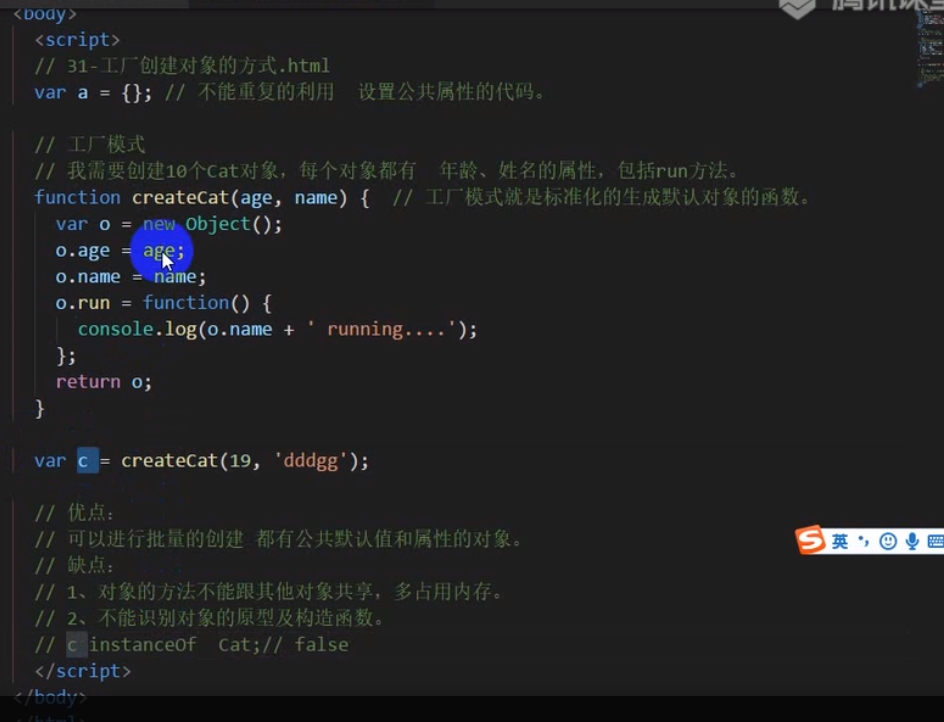 <body>
<script>
// 31-工厂创建对象的方式.html
var a = {}; // 不能重复的利用 设置公共属性的代码。
// 工厂模式
// 我需要创建10个Cat对象，每个对象都有 年龄、姓名的属性，包括run方法。
function createCat(age, name) { // 工厂模式就是标准化的生成默认对象的函数。
var o = new Object();
o.age = age;
o.name = name;
o.run = function() {
console.log(o.name + ' running....');
};
return o;
}
var c = createCat(19, 'dddgg');
// 优点：
// 可以进行批量的创建 都有公共默认值和属性的对象。
// 缺点：
// 1、对象的方法不能跟其他对象共享，多占用内存。
英
// 2、不能识别对象的原型及构造函数。
// c instanceOf Cat;// false
</script>
</body>